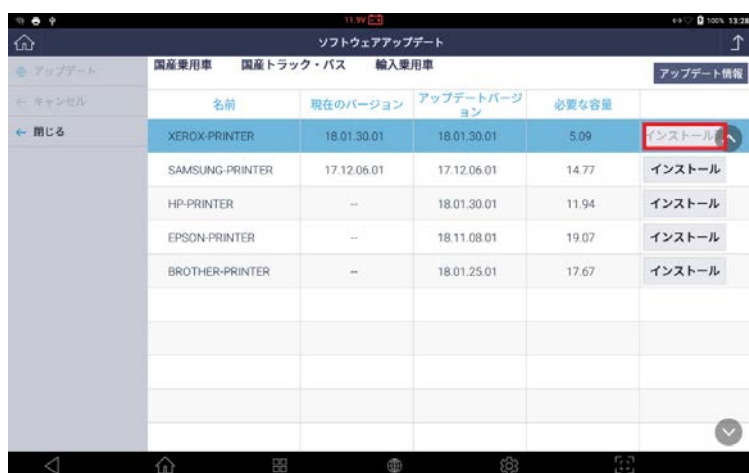 11.9V
100% 13:28
ソフトウェアアップデート
アップデート
キャンセル
閉じる
国産乗用車 国産トラック・バス 輸入乗用車
アップデート情報
名前 現在のバージョン アップデートバージョン 必要な容量
XEROX-PRINTER 18.01.30.01 18.01.30.01 5.09 インストール
SAMSUNG-PRINTER 17.12.06.01 17.12.06.01 14.77 インストール
HP-PRINTER -- 18.01.30.01 11.94 インストール
EPSON-PRINTER -- 18.11.08.01 19.07 インストール
BROTHER-PRINTER -- 18.01.25.01 17.67 インストール